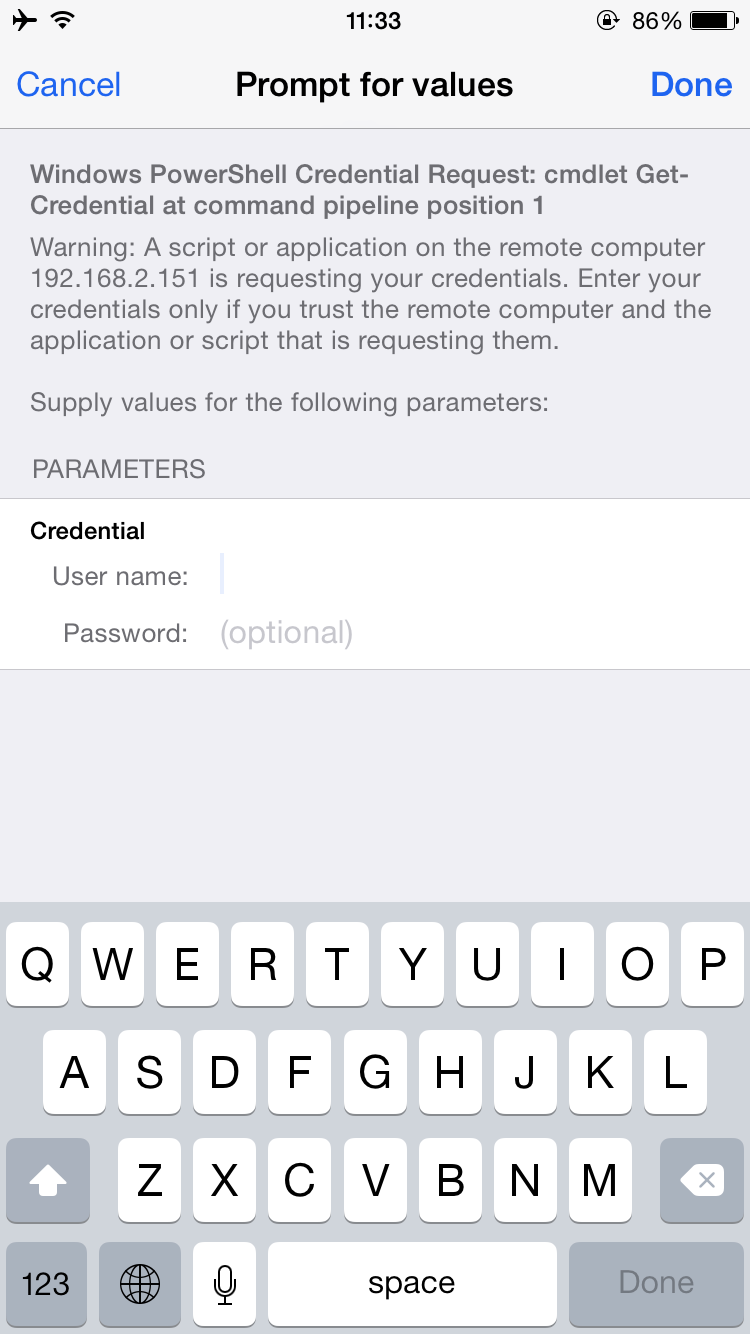 11:33
86%
Cancel
Prompt for values
Done
Windows PowerShell Credential Request: cmdlet Get-
Credential at command pipeline position 1
Warning: A script or application on the remote computer
192.168.2.151 is requesting your credentials. Enter your
credentials only if you trust the remote computer and the
application or script that is requesting them.
Supply values for the following parameters:
PARAMETERS
Credential
User name:
Password: (optional)
Q W E R T Y U I O P
A S D F G H J K L
Z X C V B N M
123 space Done